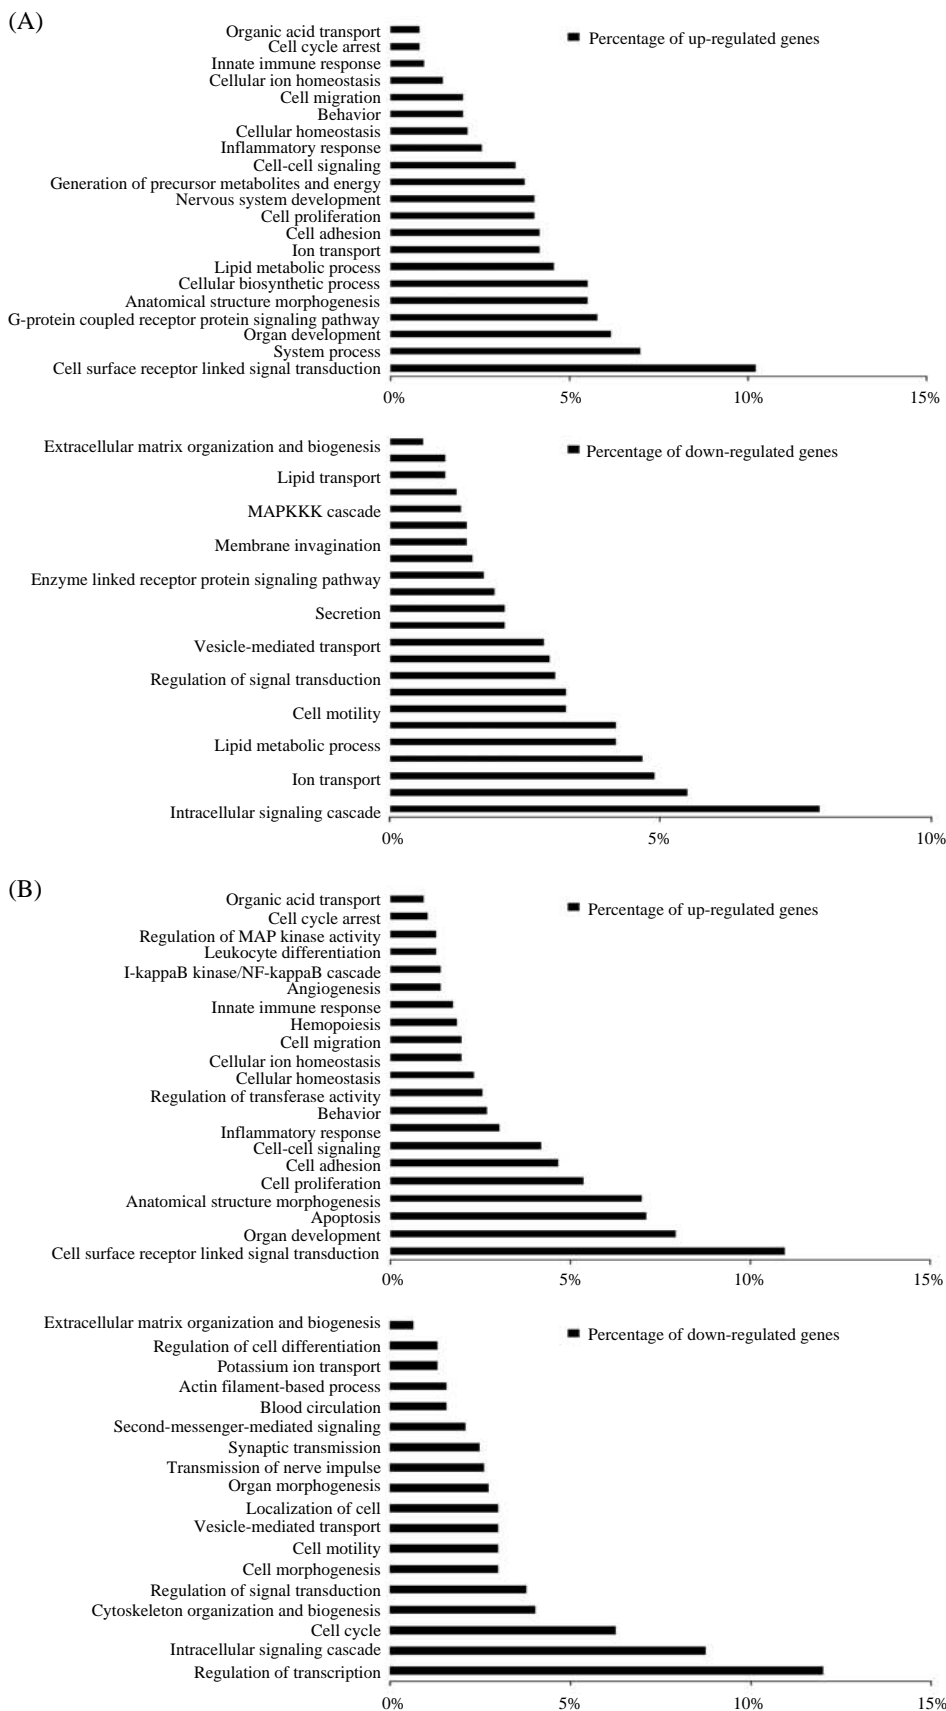 (A)
Organic acid transport
Percentage of up-regulated genes
Cell cycle arrest
Innate immune response
Cellular ion homeostasis
Cell migration
Behavior
Cellular homeostasis
Inflammatory response
Cell-cell signaling
Generation of precursor metabolites and energy
Nervous system development
Cell proliferation
Cell adhesion
Ion transport
Lipid metabolic process
Cellular biosynthetic process
Anatomical structure morphogenesis
G-protein coupled receptor protein signaling pathway
Organ development
System process
Cell surface receptor linked signal transduction
0% 5% 10% 15%
Extracellular matrix organization and biogenesis
Percentage of down-regulated genes
Lipid transport
MAPKKK cascade
Membrane invagination
Enzyme linked receptor protein signaling pathway
Secretion
Vesicle-mediated transport
Regulation of signal transduction
Cell motility
Lipid metabolic process
Ion transport
Intracellular signaling cascade
0% 5% 10%
(B)
Organic acid transport
Percentage of up-regulated genes
Cell cycle arrest
Regulation of MAP kinase activity
Leukocyte differentiation
I-kappaB kinase/NF-kappaB cascade
Angiogenesis
Innate immune response
Hemopoiesis
Cell migration
Cellular ion homeostasis
Cellular homeostasis
Regulation of transferase activity
Behavior
Inflammatory response
Cell-cell signaling
Cell adhesion
Cell proliferation
Anatomical structure morphogenesis
Apoptosis
Organ development
Cell surface receptor linked signal transduction
0% 5% 10% 15%
Extracellular matrix organization and biogenesis
Percentage of down-regulated genes
Regulation of cell differentiation
Potassium ion transport
Actin filament-based process
Blood circulation
Second-messenger-mediated signaling
Synaptic transmission
Transmission of nerve impulse
Organ morphogenesis
Localization of cell
Vesicle-mediated transport
Cell motility
Cell morphogenesis
Regulation of signal transduction
Cytoskeleton organization and biogenesis
Cell cycle
Intracellular signaling cascade
Regulation of transcription
0% 5% 10% 15%